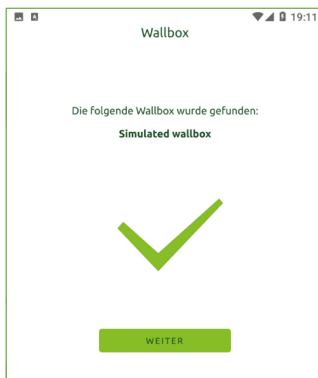 19:11
Wallbox
Die folgende Wallbox wurde gefunden:
Simulated wallbox
WEITER